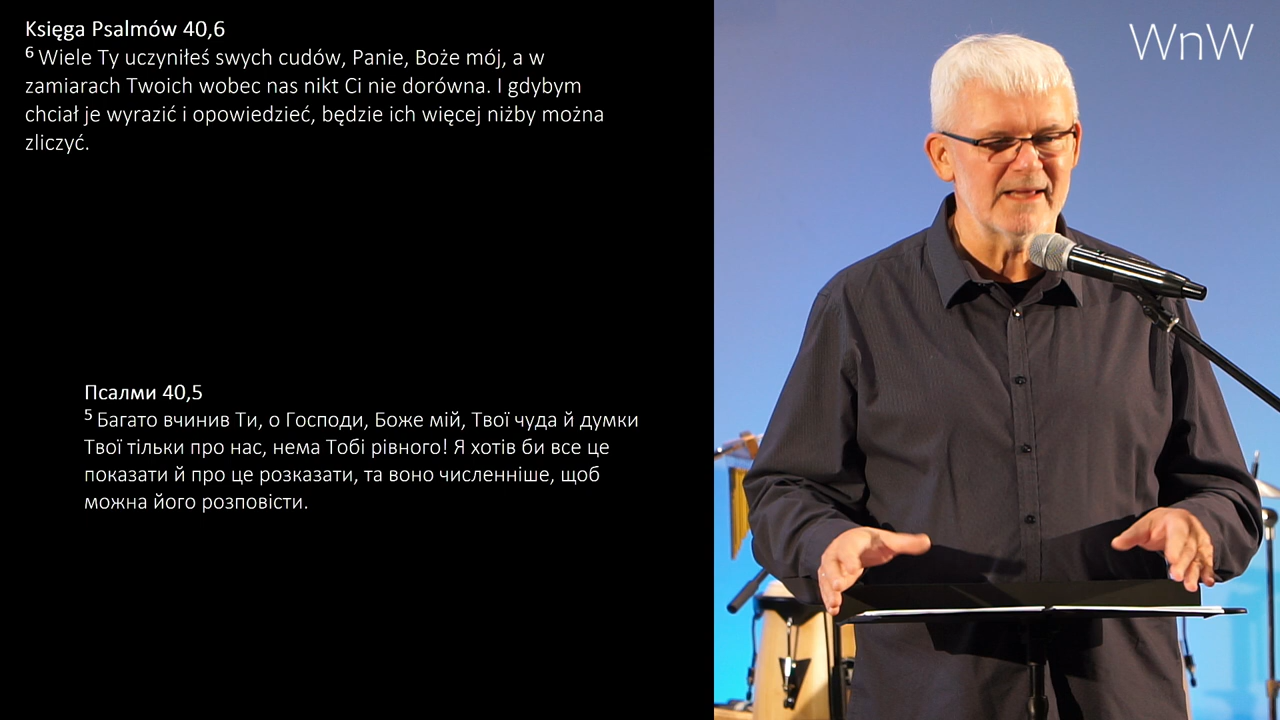 Księga Psalmów 40,6
6 Wiele Ty uczyniłeś swych cudów, Panie, Boże mój, a w
zamiarach Twoich wobec nas nikt Ci nie dorówna. I gdybym
chciał je wyrazić i opowiedzieć, będzie ich więcej niżby można
zliczyć.
Псалми 40,5
5 Багато вчинив Ти, о Господи, Боже мій, Твої чуда й думки
Твої тільки про нас, нема Тобі рівного! Я хотів би все це
показати й про це розказати, та воно численніше, щоб
можна його розповісти.
WnW